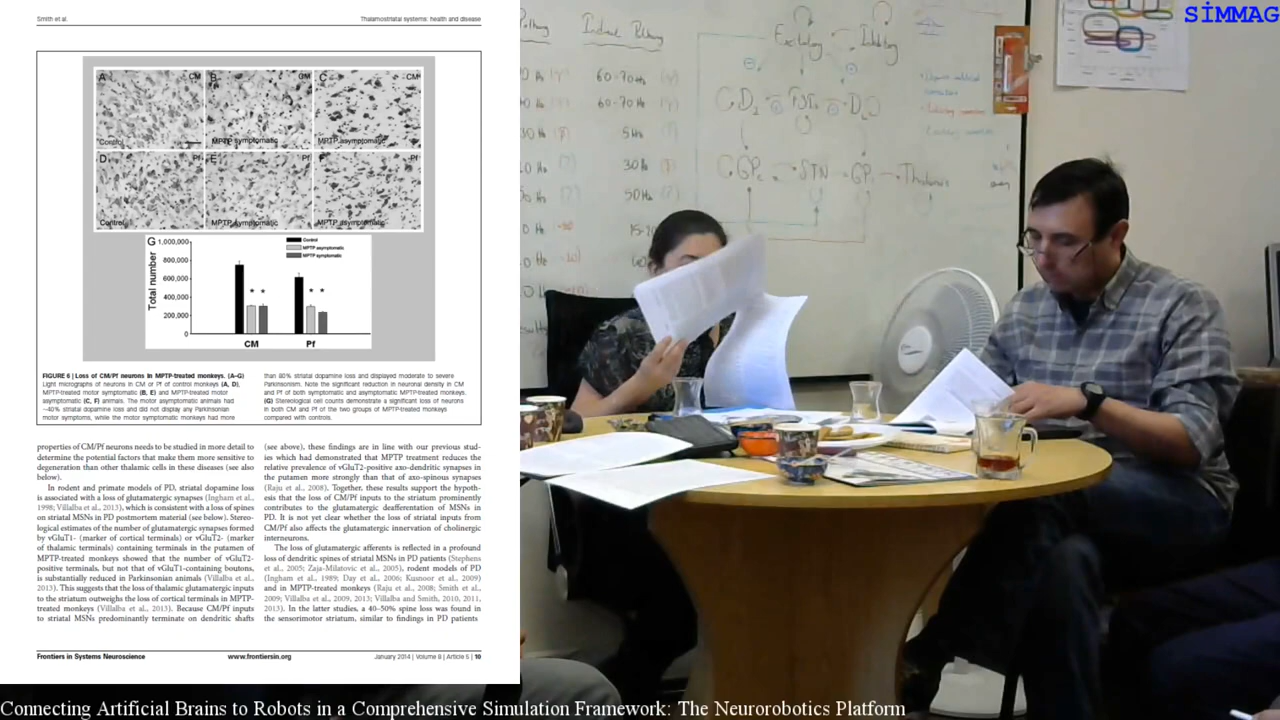 Smith et al.
Thalamostriatal systems: health and disease
A
CM
Control
B
CM
MPTP symptomatic
C
CM
MPTP asymptomatic
D
Pf
Control
E
Pf
MPTP symptomatic
F
Pf
MPTP asymptomatic
G
Total number
1,000,000
800,000
600,000
400,000
200,000
0
Control
MPTP asymptomatic
MPTP symptomatic
* *
* *
CM
Pf
FIGURE 6 | Loss of CM/Pf neurons in MPTP-treated monkeys. (A–G)
Light micrographs of neurons in CM or Pf of control monkeys (A, D),
MPTP-treated motor symptomatic (B, E) and MPTP-treated motor
asymptomatic (C, F) animals. The motor asymptomatic animals had
~40% striatal dopamine loss and did not display any Parkinsonian
motor symptoms, while the motor symptomatic monkeys had more
than 80% striatal dopamine loss and displayed moderate to severe
Parkinsonism. Note the significant reduction in neuronal density in CM
and Pf of both symptomatic and asymptomatic MPTP-treated monkeys.
(G) Stereological cell counts demonstrate a significant loss of neurons
in both CM and Pf of the two groups of MPTP-treated monkeys
compared with controls.
properties of CM/Pf neurons needs to be studied in more detail to
determine the potential factors that make them more sensitive to
degeneration than other thalamic cells in these diseases (see also
below).
In rodent and primate models of PD, striatal dopamine loss
is associated with a loss of glutamatergic synapses (Ingham et al.,
1998; Villalba et al., 2013), which is consistent with a loss of spines
on striatal MSNs in PD postmortem material (see below). Stereo-
logical estimates of the number of glutamatergic synapses formed
by vGluT1- (marker of cortical terminals) or vGluT2- (marker
of thalamic terminals) containing terminals in the putamen of
MPTP-treated monkeys showed that the number of vGluT2-
positive terminals, but not that of vGluT1-containing boutons,
is substantially reduced in Parkinsonian animals (Villalba et al.,
2013). This suggests that the loss of thalamic glutamatergic inputs
to the striatum outweighs the loss of cortical terminals in MPTP-
treated monkeys (Villalba et al., 2013). Because CM/Pf inputs
to striatal MSNs predominantly terminate on dendritic shafts
(see above), these findings are in line with our previous stud-
ies which had demonstrated that MPTP treatment reduces the
relative prevalence of vGluT2-positive axo-dendritic synapses in
the putamen more strongly than that of axo-spinous synapses
(Raju et al., 2008). Together, these results support the hypoth-
esis that the loss of CM/Pf inputs to the striatum prominently
contributes to the glutamatergic deafferentation of MSNs in
PD. It is not yet clear whether the loss of striatal inputs from
CM/Pf also affects the glutamatergic innervation of cholinergic
interneurons.
The loss of glutamatergic afferents is reflected in a profound
loss of dendritic spines of striatal MSNs in PD patients (Stephens
et al., 2005; Zaja-Milatovic et al., 2005), rodent models of PD
(Ingham et al., 1989; Day et al., 2006; Kusnoor et al., 2009)
and in MPTP-treated monkeys (Raju et al., 2008; Smith et al.,
2009; Villalba et al., 2009, 2013; Villalba and Smith, 2010, 2011,
2013). In the latter studies, a 40–50% spine loss was found in
the sensorimotor striatum, similar to findings in PD patients
Frontiers in Systems Neuroscience
www.frontiersin.org
January 2014 | Volume 8 | Article 5 | 10
SİMMAG
Indirect Pathway
60-70 Hz
60-70 Hz
5 Hz
30 Hz
50 Hz
Connecting Artificial Brains to Robots in a Comprehensive Simulation Framework: The Neurorobotics Platform